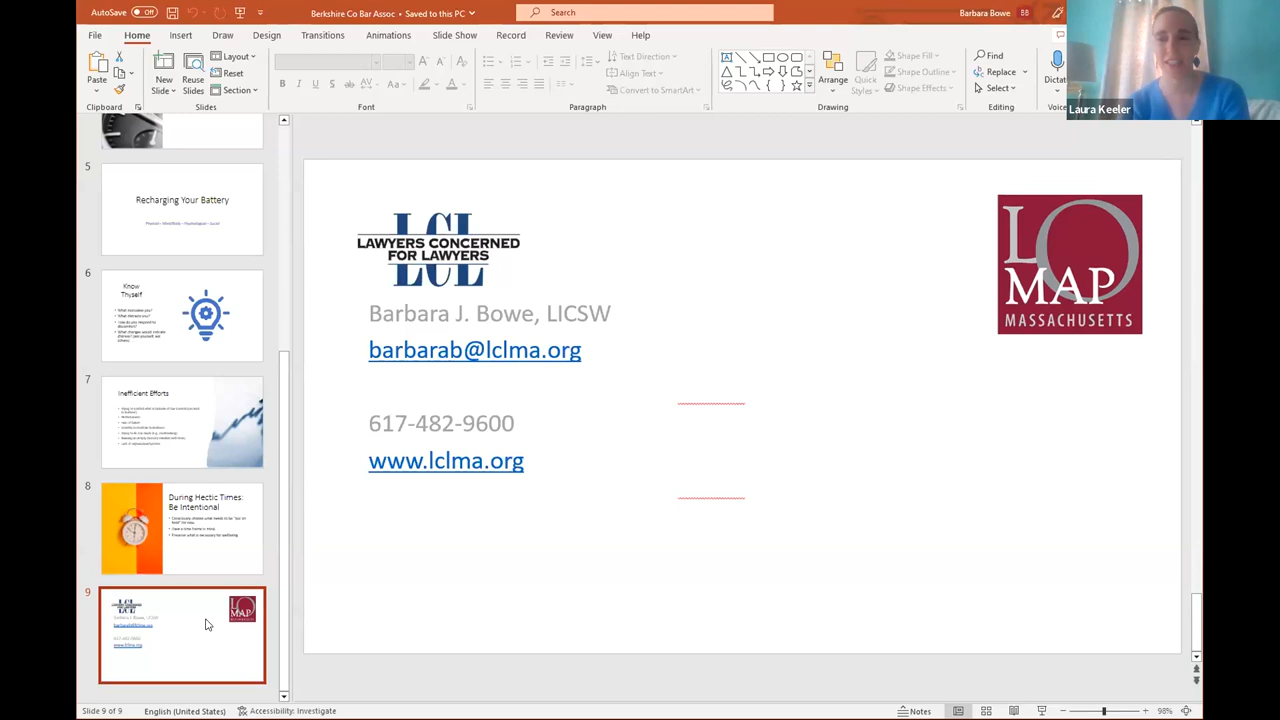 AutoSave Off
Berkshire Co Bar Assoc • Saved to this PC
Search
Barbara Bowe BB
File Home Insert Draw Design Transitions Animations Slide Show Record Review View Help
Paste
New Slide
Reuse Slides
Layout
Reset
Section
Text Direction
Align Text
Convert to SmartArt
Arrange
Quick Styles
Shape Fill
Shape Outline
Shape Effects
Find
Replace
Select
Dictat
Clipboard Slides Font Paragraph Drawing Editing Voic
Laura Keeler
5
Recharging Your Battery
6
Know
Thyself
7
Inefficient Efforts
8
During Hectic Times:
Be Intentional
9
LCL
LAWYERS CONCERNED
FOR LAWYERS
LCL
Barbara J. Bowe, LICSW
barbarab@lclma.org
617-482-9600
www.lclma.org
LO
MAP
MASSACHUSETTS
Slide 9 of 9 English (United States) Accessibility: Investigate Notes 98%